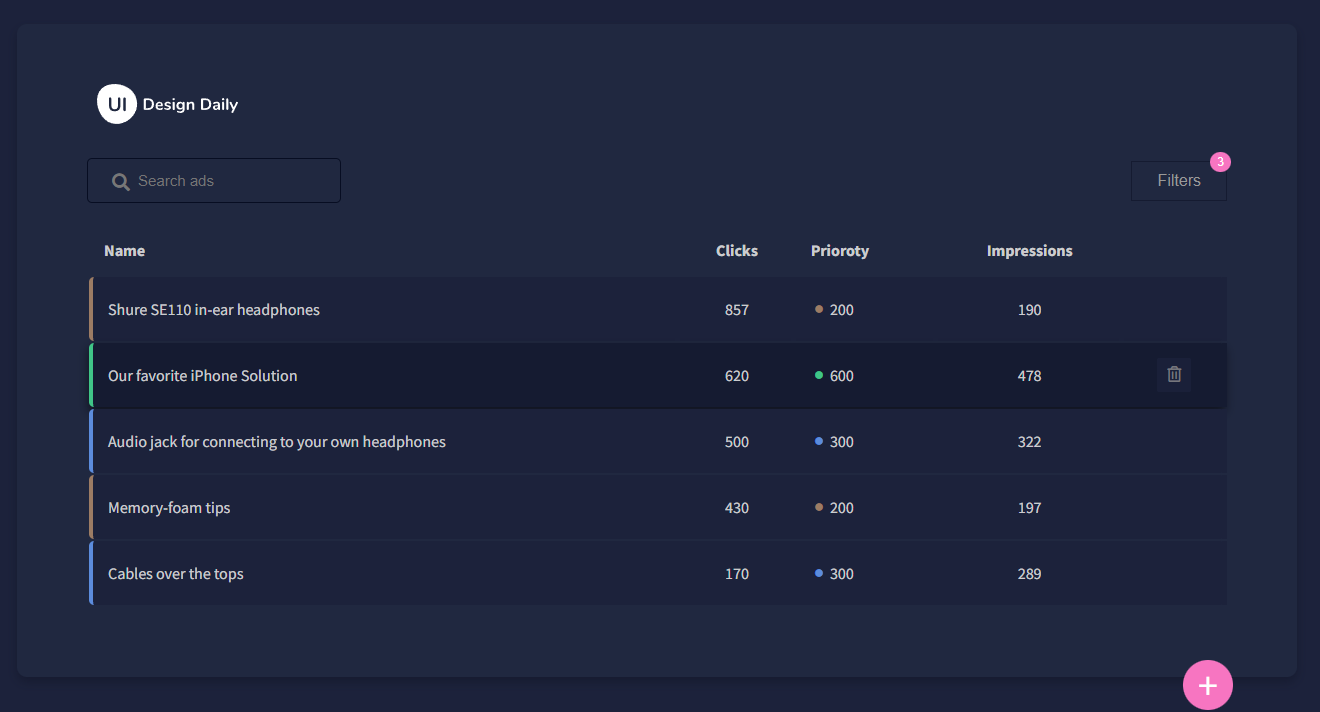 UI Design Daily
Search ads
Filters 3
Name Clicks Prioroty Impressions
Shure SE110 in-ear headphones 857 200 190
Our favorite iPhone Solution 620 600 478
Audio jack for connecting to your own headphones 500 300 322
Memory-foam tips 430 200 197
Cables over the tops 170 300 289
+